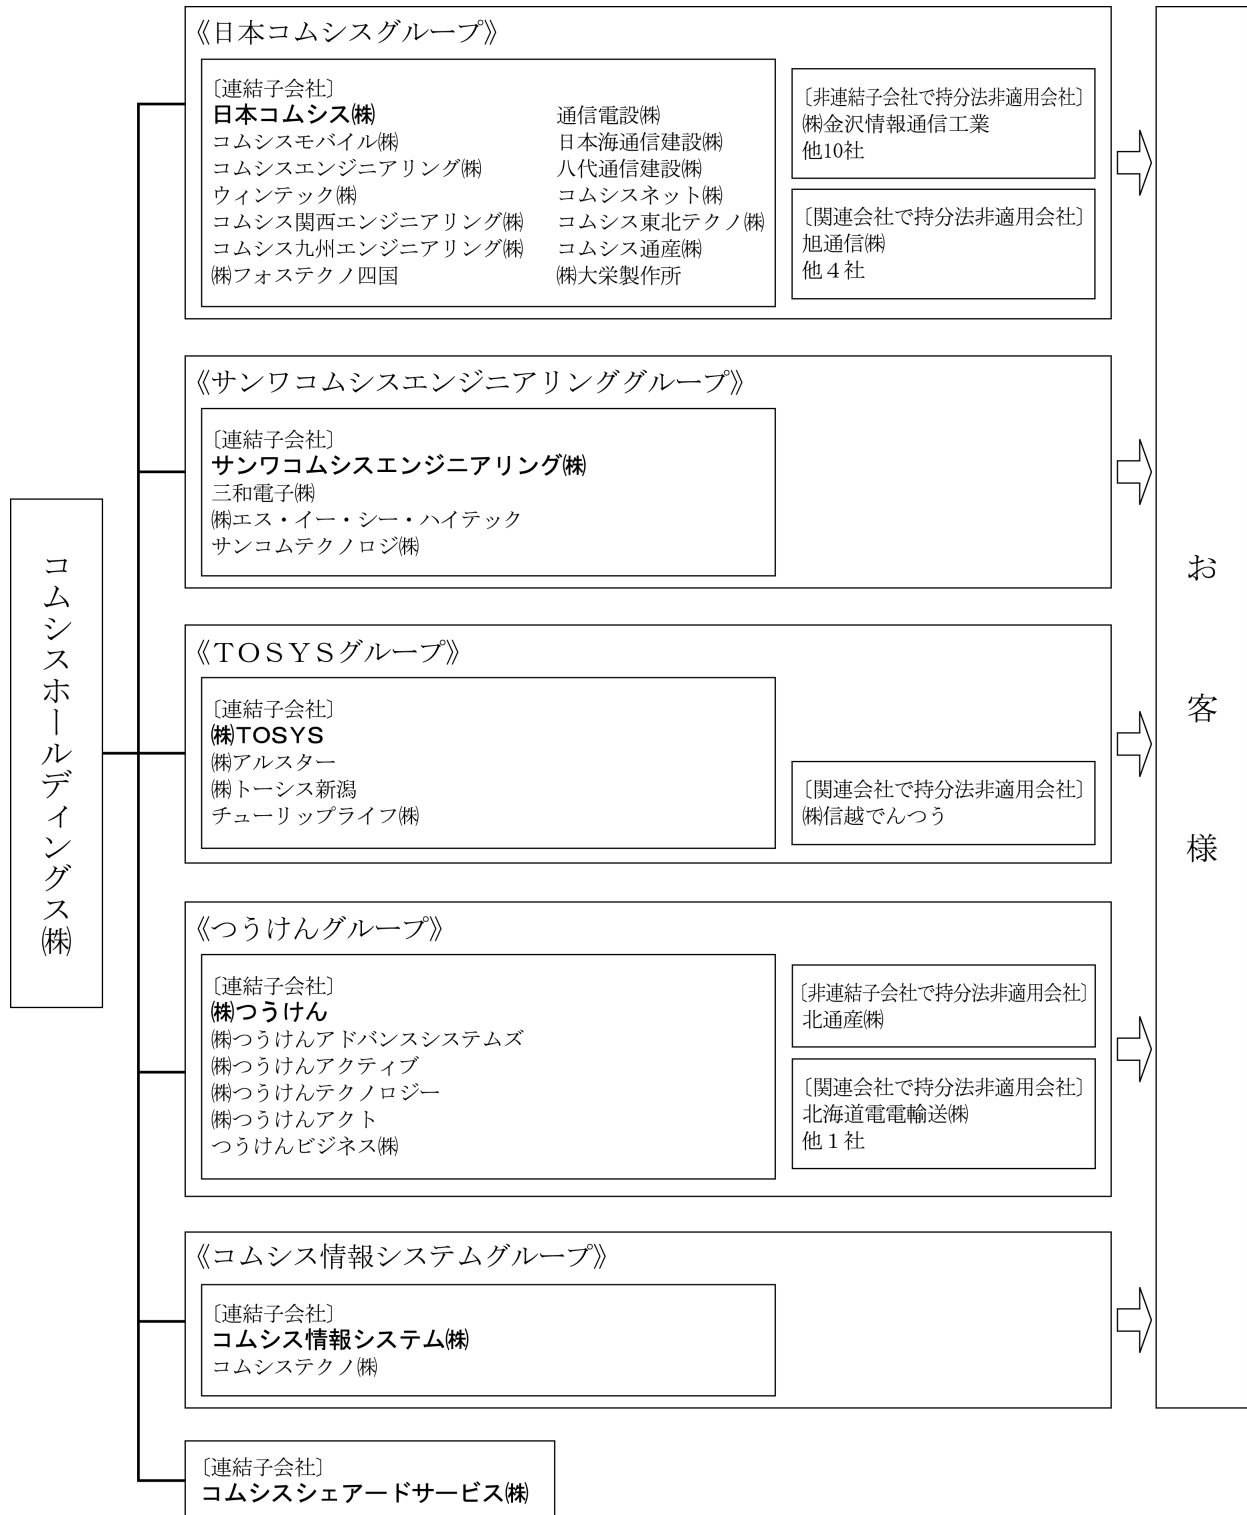 コムシスホールディングス㈱
《日本コムシスグループ》
〔連結子会社〕
日本コムシス㈱
コムシスモバイル㈱
コムシスエンジニアリング㈱
ウィンテック㈱
コムシス関西エンジニアリング㈱
コムシス九州エンジニアリング㈱
㈱フォステクノ四国
通信電設㈱
日本海通信建設㈱
八代通信建設㈱
コムシスネット㈱
コムシス東北テクノ㈱
コムシス通産㈱
㈱大栄製作所
〔非連結子会社で持分法非適用会社〕
㈱金沢情報通信工業
他10社
〔関連会社で持分法非適用会社〕
旭通信㈱
他４社
《サンワコムシスエンジニアリンググループ》
〔連結子会社〕
サンワコムシスエンジニアリング㈱
三和電子㈱
㈱エス・イー・シー・ハイテック
サンコムテクノロジ㈱
《ＴＯＳＹＳグループ》
〔連結子会社〕
㈱TOSYS
㈱アルスター
㈱トーシス新潟
チューリップライフ㈱
〔関連会社で持分法非適用会社〕
㈱信越でんつう
《つうけんグループ》
〔連結子会社〕
㈱つうけん
㈱つうけんアドバンスシステムズ
㈱つうけんアクティブ
㈱つうけんテクノロジー
㈱つうけんアクト
つうけんビジネス㈱
〔非連結子会社で持分法非適用会社〕
北通産㈱
〔関連会社で持分法非適用会社〕
北海道電電輸送㈱
他１社
《コムシス情報システムグループ》
〔連結子会社〕
コムシス情報システム㈱
コムシステクノ㈱
〔連結子会社〕
コムシスシェアードサービス㈱
お客様